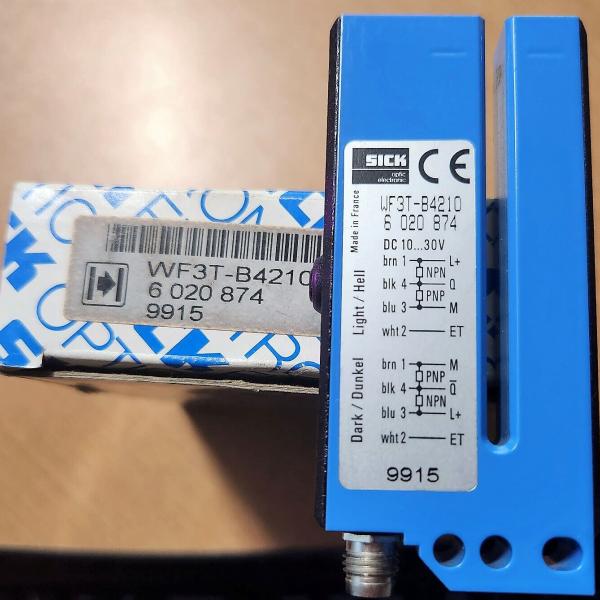 WF3T-B4210
6 020 874
9915
SICK
optic
electronic
CE
Made in France
WF3T-B4210
6 020 874
DC 10...30V
Light / Hell
brn 1 L+
NPN
blk 4 Q
PNP
blu 3 M
wht 2 ET
Dark / Dunkel
brn 1 M
PNP
blk 4 Q̅
NPN
blu 3 L+
wht 2 ET
9915